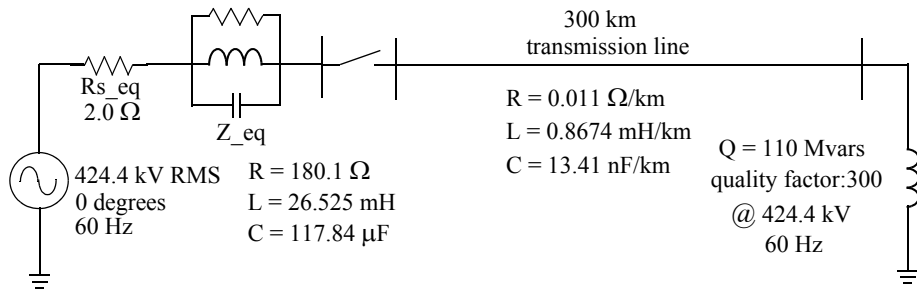 300 km
transmission line
Rs_eq
2.0 Ω
Z_eq
424.4 kV RMS
0 degrees
60 Hz
R = 180.1 Ω
L = 26.525 mH
C = 117.84 μF
R = 0.011 Ω/km
L = 0.8674 mH/km
C = 13.41 nF/km
Q = 110 Mvars
quality factor:300
@ 424.4 kV
60 Hz